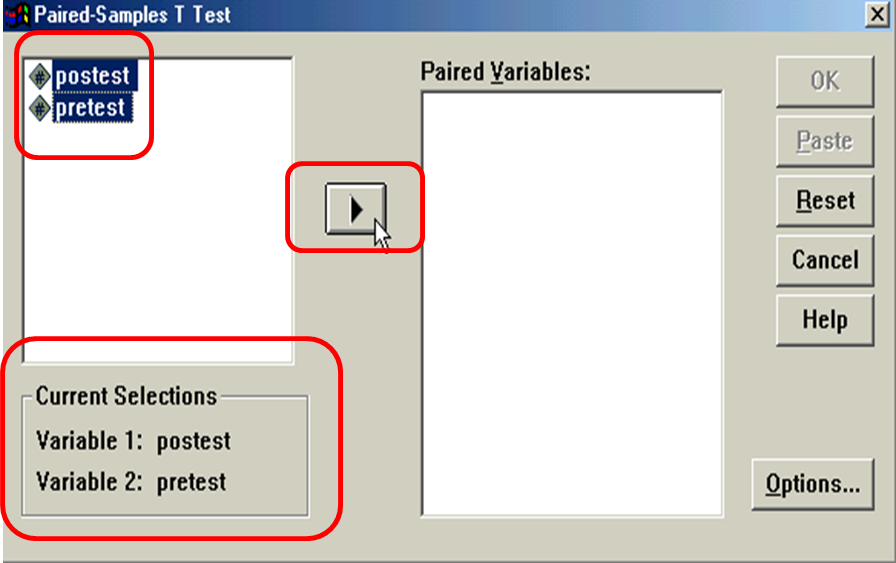 Paired-Samples T Test
postest
pretest
Paired Variables:
OK
Paste
Reset
Cancel
Help
Current Selections
Variable 1: postest
Variable 2: pretest
Options...